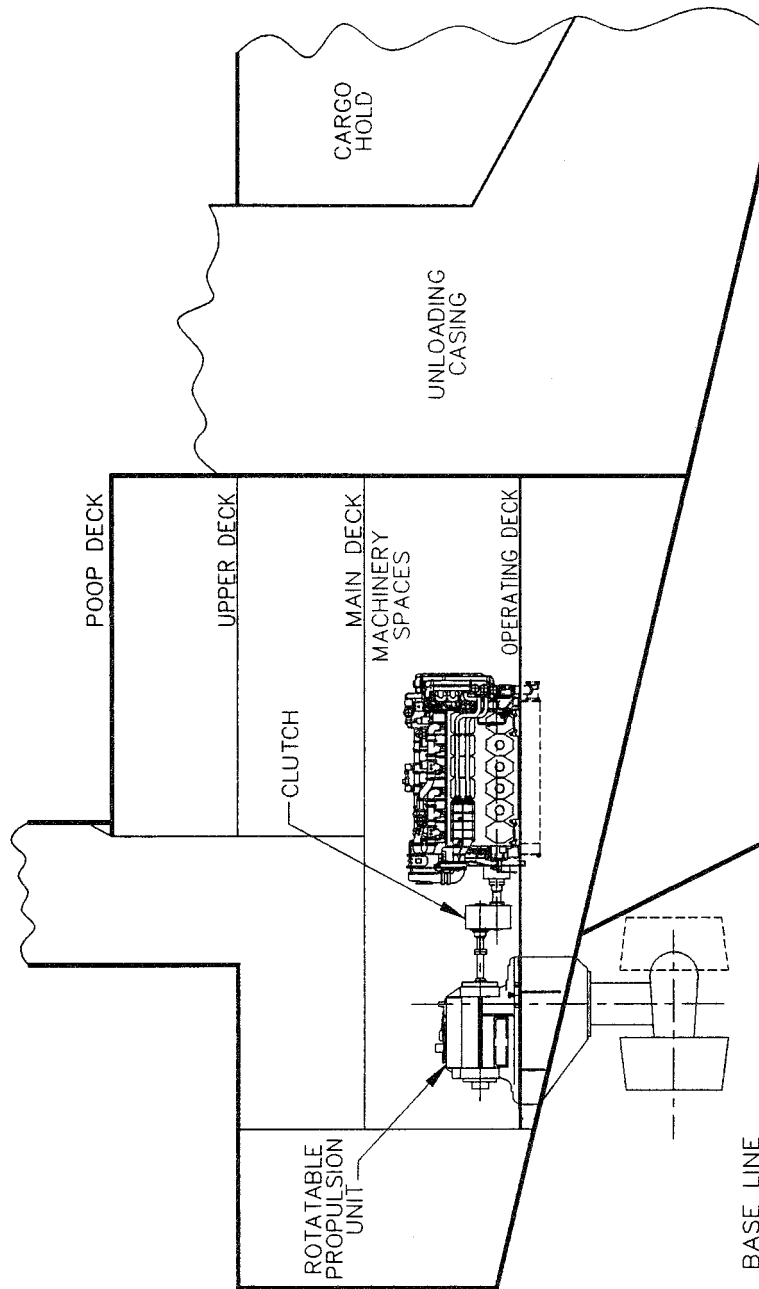 POOP DECK
UPPER DECK
MAIN DECK
MACHINERY
SPACES
OPERATING DECK
CLUTCH
ROTATABLE
PROPULSION
UNIT
BASE LINE
UNLOADING
CASING
CARGO
HOLD